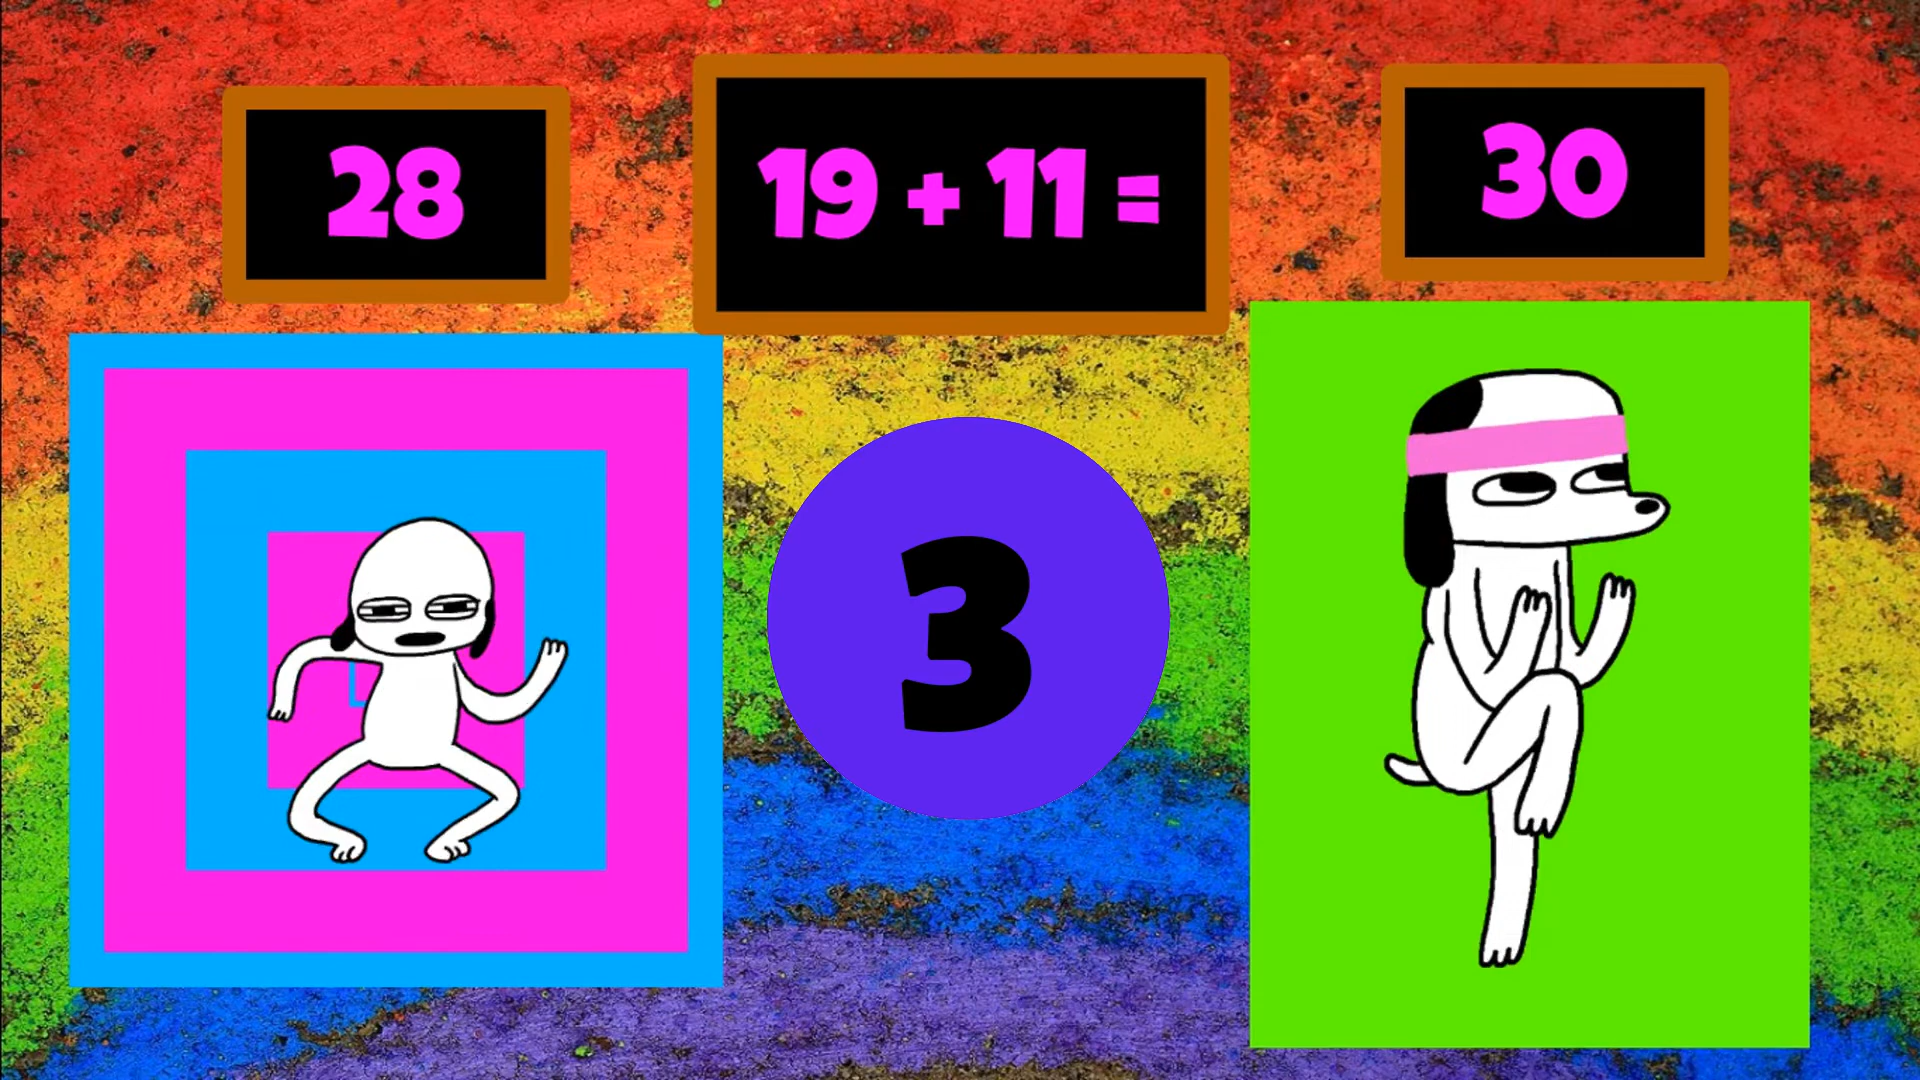 28
19 + 11 =
30
3